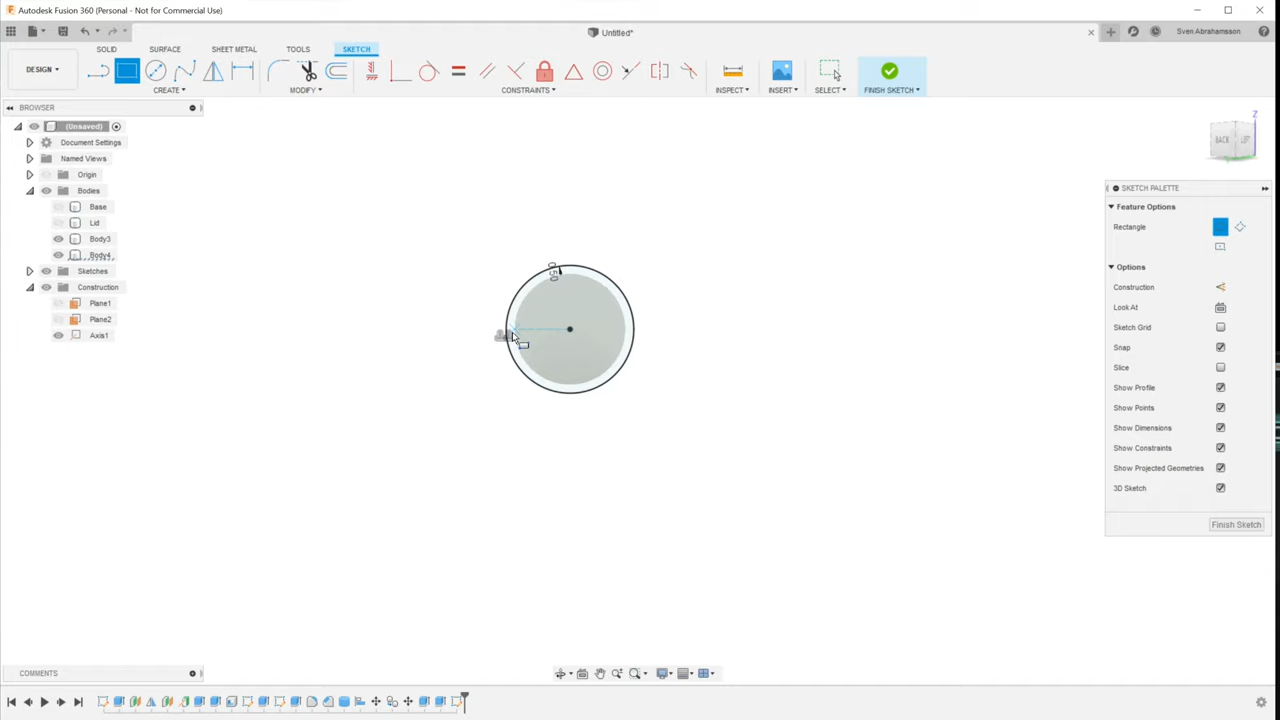 Autodesk Fusion 360 (Personal - Not for Commercial Use)
Untitled*
Sven Abrahamsson
DESIGN
SOLID
SURFACE
SHEET METAL
TOOLS
SKETCH
CREATE
MODIFY
CONSTRAINTS
INSPECT
INSERT
SELECT
FINISH SKETCH
BROWSER
(Unsaved)
Document Settings
Named Views
Origin
Bodies
Base
Lid
Body3
Body4
Sketches
Construction
Plane1
Plane2
Axis1
0.50
Z
BACK
LEFT
SKETCH PALETTE
Feature Options
Rectangle
Options
Construction
Look At
Sketch Grid
Snap
Slice
Show Profile
Show Points
Show Dimensions
Show Constraints
Show Projected Geometries
3D Sketch
Finish Sketch
COMMENTS